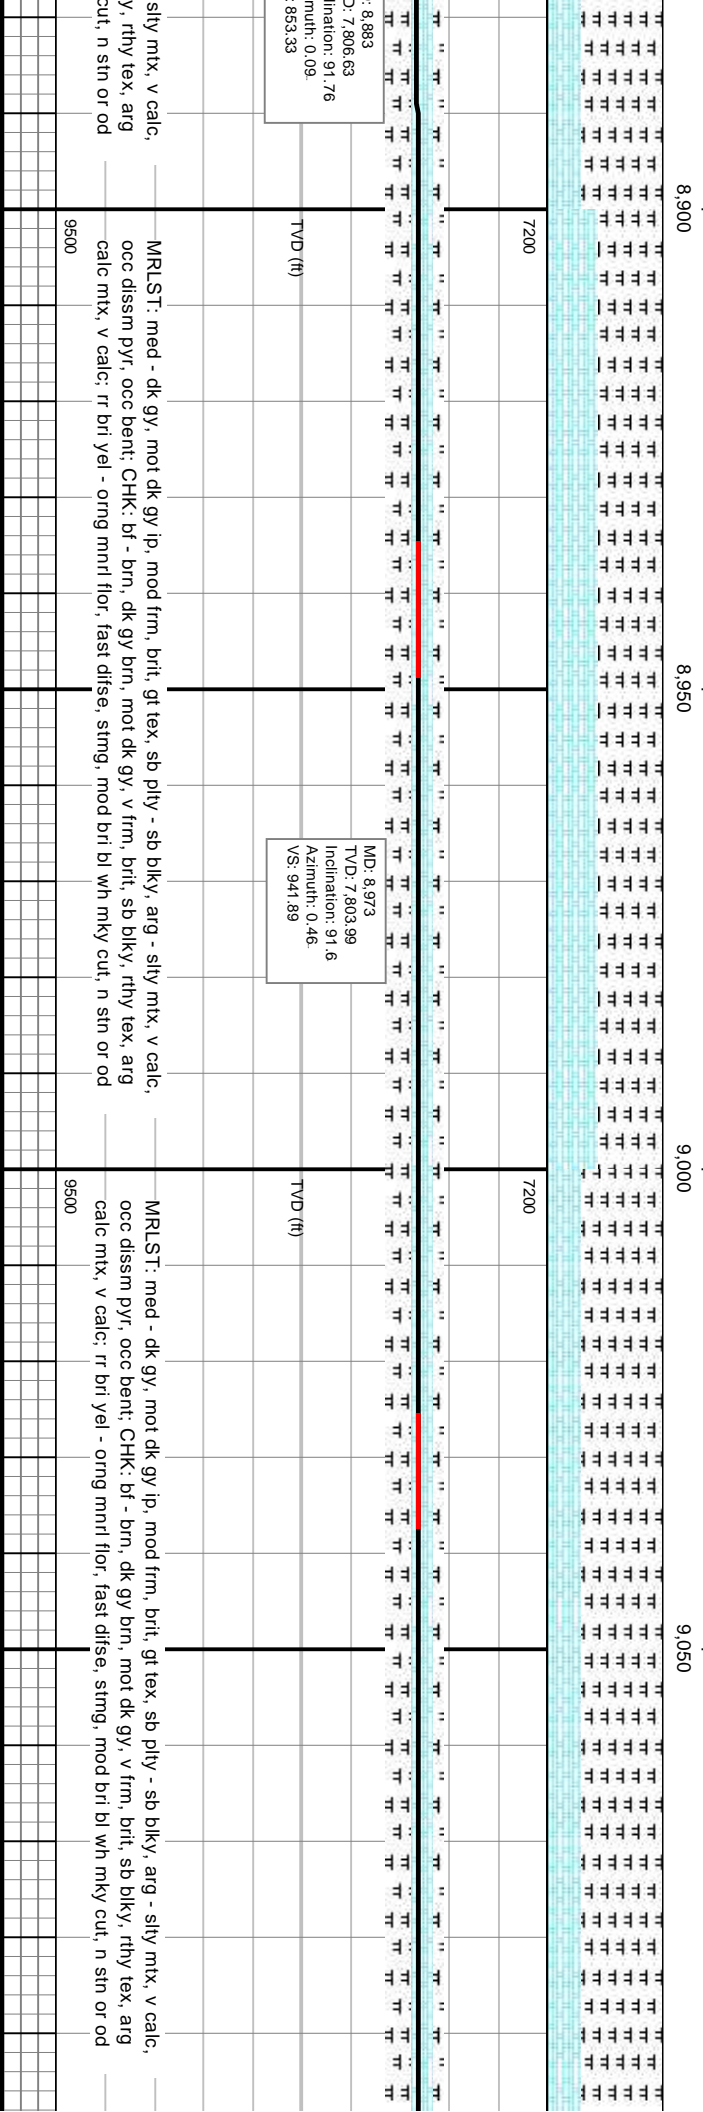 8,900
8,950
9,000
9,050
7200
7200
: 8,883
D: 7,806.63
lination: 91.76
muth: 0.09
: 853.33
MD: 8,973
TVD: 7,803.99
Inclination: 91.6
Azimuth: 0.46
VS: 941.89
TVD (ft)
TVD (ft)
slty mtx, v calc,
y, rthy tex, arg
cut, n stn or od
MRLST: med - dk gy, mot dk gy ip, mod frm, brit, gt tex, sb plty - sb blky, arg - slty mtx, v calc,
occ dissm pyr, occ bent; CHK: bf - brn, dk gy brn, mot dk gy, v frm, brit, sb blky, rthy tex, arg
calc mtx, v calc; rr bri yel - orng mnrl flor, fast difse, stmg, mod bri bl wh mky cut, n stn or od
MRLST: med - dk gy, mot dk gy ip, mod frm, brit, gt tex, sb plty - sb blky, arg - slty mtx, v calc,
occ dissm pyr, occ bent; CHK: bf - brn, dk gy brn, mot dk gy, v frm, brit, sb blky, rthy tex, arg
calc mtx, v calc; rr bri yel - orng mnrl flor, fast difse, stmg, mod bri bl wh mky cut, n stn or od
9500
9500